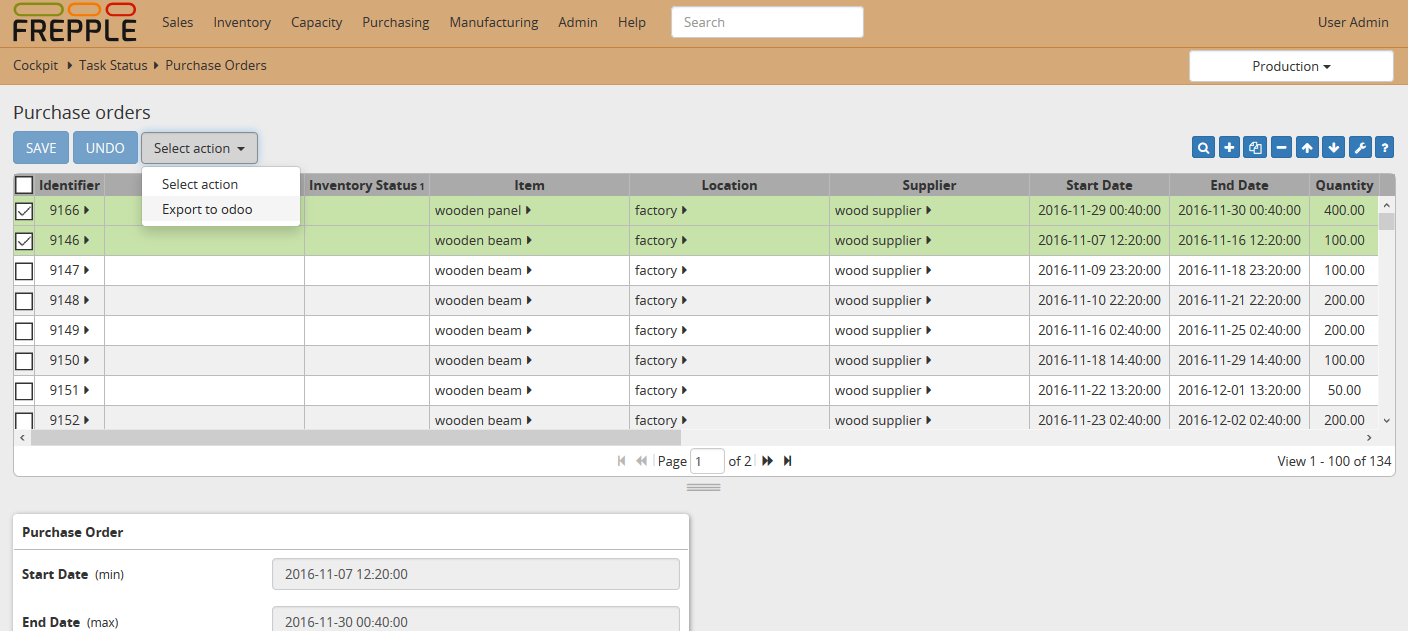 FREPPLE Sales Inventory Capacity Purchasing Manufacturing Admin Help Search User Admin
Cockpit Task Status Purchase Orders Production
Purchase orders
SAVE UNDO Select action ?
Identifier Inventory Status 1 Item Location Supplier Start Date End Date Quantity
Select action
Export to odoo
9166 wooden panel factory wood supplier 2016-11-29 00:40:00 2016-11-30 00:40:00 400.00
9146 wooden beam factory wood supplier 2016-11-07 12:20:00 2016-11-16 12:20:00 100.00
9147 wooden beam factory wood supplier 2016-11-09 23:20:00 2016-11-18 23:20:00 100.00
9148 wooden beam factory wood supplier 2016-11-10 22:20:00 2016-11-21 22:20:00 200.00
9149 wooden beam factory wood supplier 2016-11-16 02:40:00 2016-11-25 02:40:00 200.00
9150 wooden beam factory wood supplier 2016-11-18 14:40:00 2016-11-29 14:40:00 100.00
9151 wooden beam factory wood supplier 2016-11-22 13:20:00 2016-12-01 13:20:00 50.00
9152 wooden beam factory wood supplier 2016-11-23 02:40:00 2016-12-02 02:40:00 200.00
Page 1 of 2 View 1 - 100 of 134
Purchase Order
Start Date (min) 2016-11-07 12:20:00
End Date (max) 2016-11-30 00:40:00